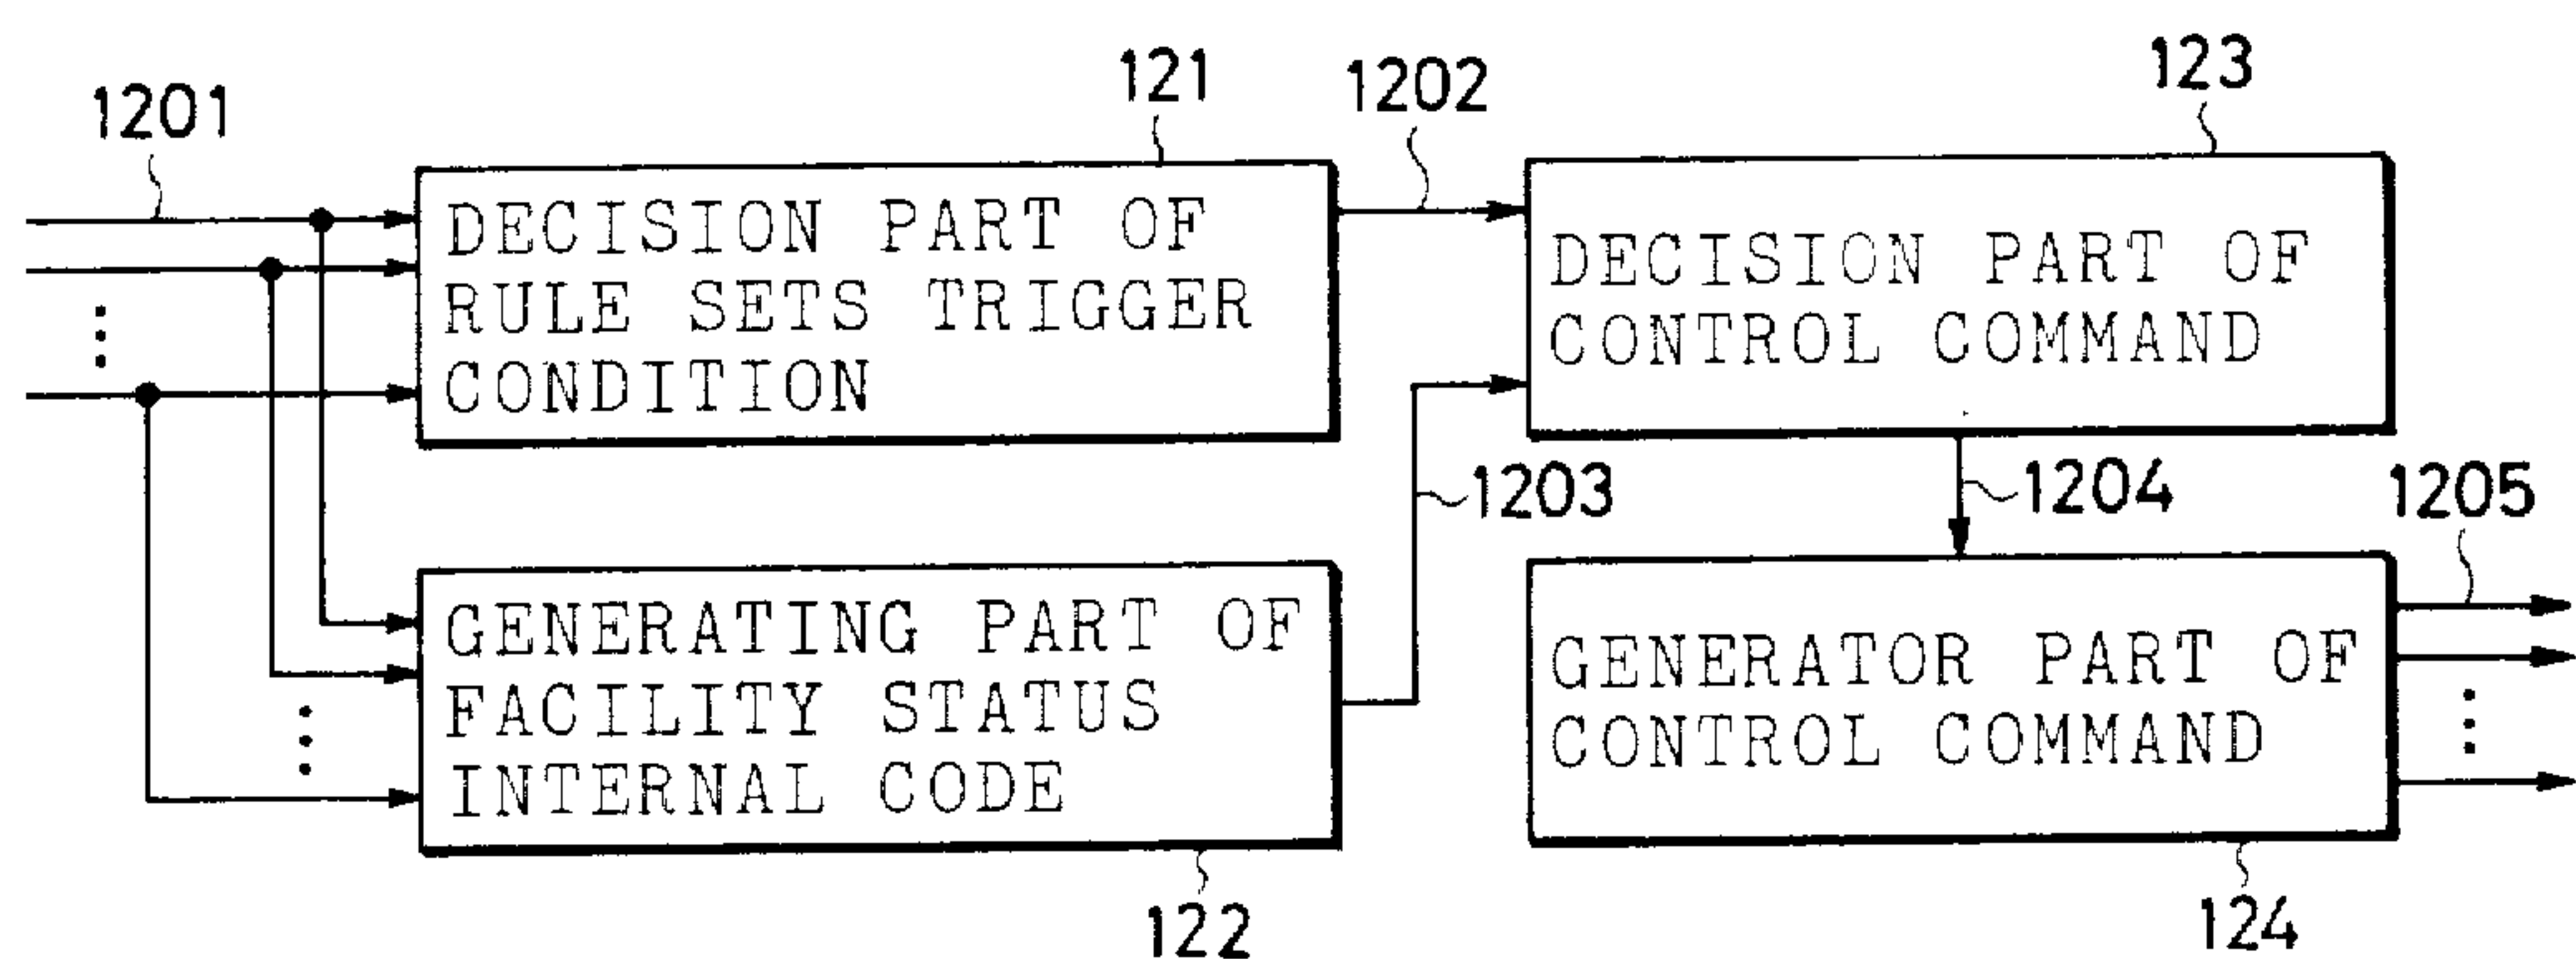 1201
121
1202
123
DECISION PART OF
RULE SETS TRIGGER
CONDITION
DECISION PART OF
CONTROL COMMAND
1203
1204
1205
GENERATING PART OF
FACILITY STATUS
INTERNAL CODE
GENERATOR PART OF
CONTROL COMMAND
122
124